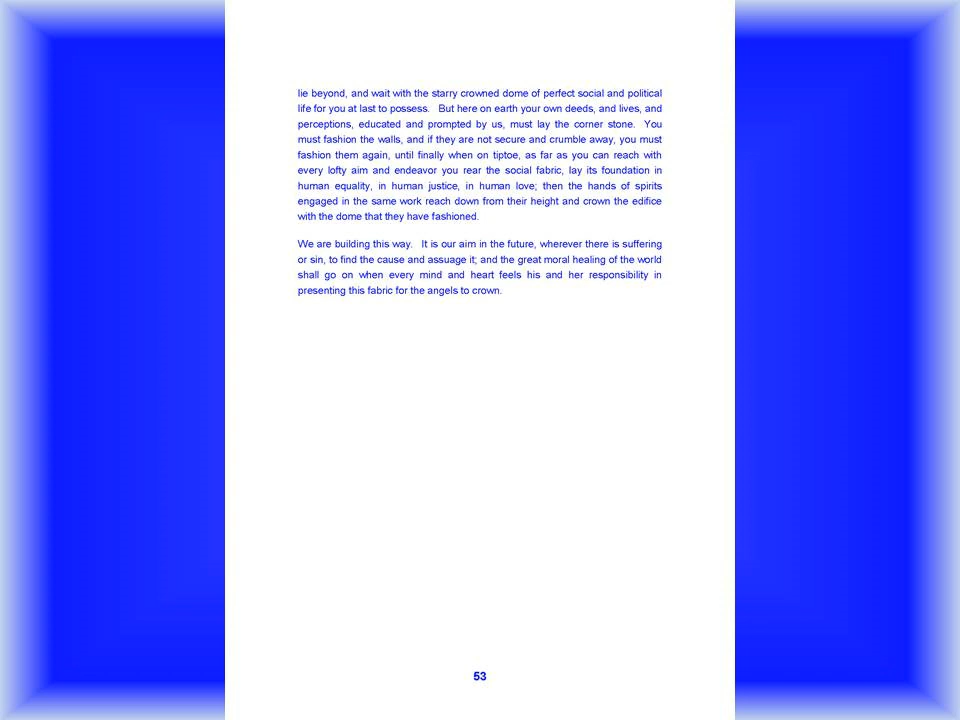 lie beyond, and wait with the starry crowned dome of perfect social and political
life for you at last to possess. But here on earth your own deeds, and lives, and
perceptions, educated and prompted by us, must lay the corner stone. You
must fashion the walls, and if they are not secure and crumble away, you must
fashion them again, until finally when on tiptoe, as far as you can reach with
every lofty aim and endeavor you rear the social fabric, lay its foundation in
human equality, in human justice, in human love; then the hands of spirits
engaged in the same work reach down from their height and crown the edifice
with the dome that they have fashioned.
We are building this way. It is our aim in the future, wherever there is suffering
or sin, to find the cause and assuage it; and the great moral healing of the world
shall go on when every mind and heart feels his and her responsibility in
presenting this fabric for the angels to crown.
53